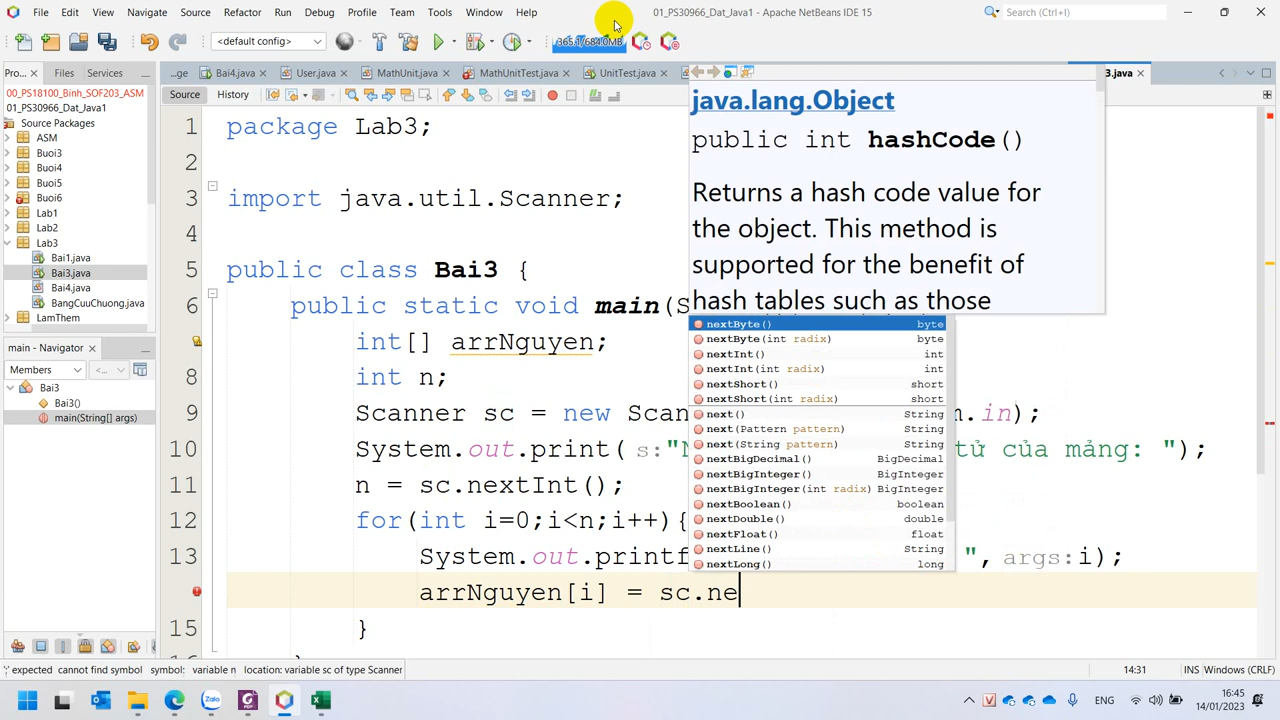 File Edit View Navigate Source Refactor Run Debug Profile Team Tools Window Help
01_PS30966_Dat_Java1 - Apache NetBeans IDE 15
Search (Ctrl+I)
<default config>
365.1/684.0MB
Files Services
...ge Bai4.java User.java MathUnit.java MathUnitTest.java UnitTest.java 3.java
Source History
00_PS18100_Winter_SOF203_ASM
01_PS30966_Dat_Java1
Source Packages
ASM
Buoi3
Buoi4
Buoi5
Buoi6
Lab1
Lab2
Lab3
Bai1.java
Bai3.java
Bai4.java
BangCuuChuong.java
LamThem
main - Navigator
Members <...>
Bai3
Bai3()
main(String[] args)
1 package Lab3;
2
3 import java.util.Scanner;
4
5 public class Bai3 {
6 public static void main(S
int[] arrNguyen;
8 int n;
9 Scanner sc = new Scan m.in);
10 System.out.print( s:"N tử của mảng: ");
11 n = sc.nextInt();
12 for(int i=0;i<n;i++){
13 System.out.printf ", args:i);
arrNguyen[i] = sc.ne
15 }
java.lang.Object
public int hashCode()
Returns a hash code value for
the object. This method is
supported for the benefit of
hash tables such as those
nextByte() byte
nextByte(int radix) byte
nextInt() int
nextInt(int radix) int
nextShort() short
nextShort(int radix) short
next() String
next(Pattern pattern) String
next(String pattern) String
nextBigDecimal() BigDecimal
nextBigInteger() BigInteger
nextBigInteger(int radix) BigInteger
nextBoolean() boolean
nextDouble() double
nextFloat() float
nextLine() String
nextLong() long
';' expected cannot find symbol symbol: variable n location: variable sc of type Scanner
14:31 INS Windows (CRLF)
ENG
16:45
14/01/2023